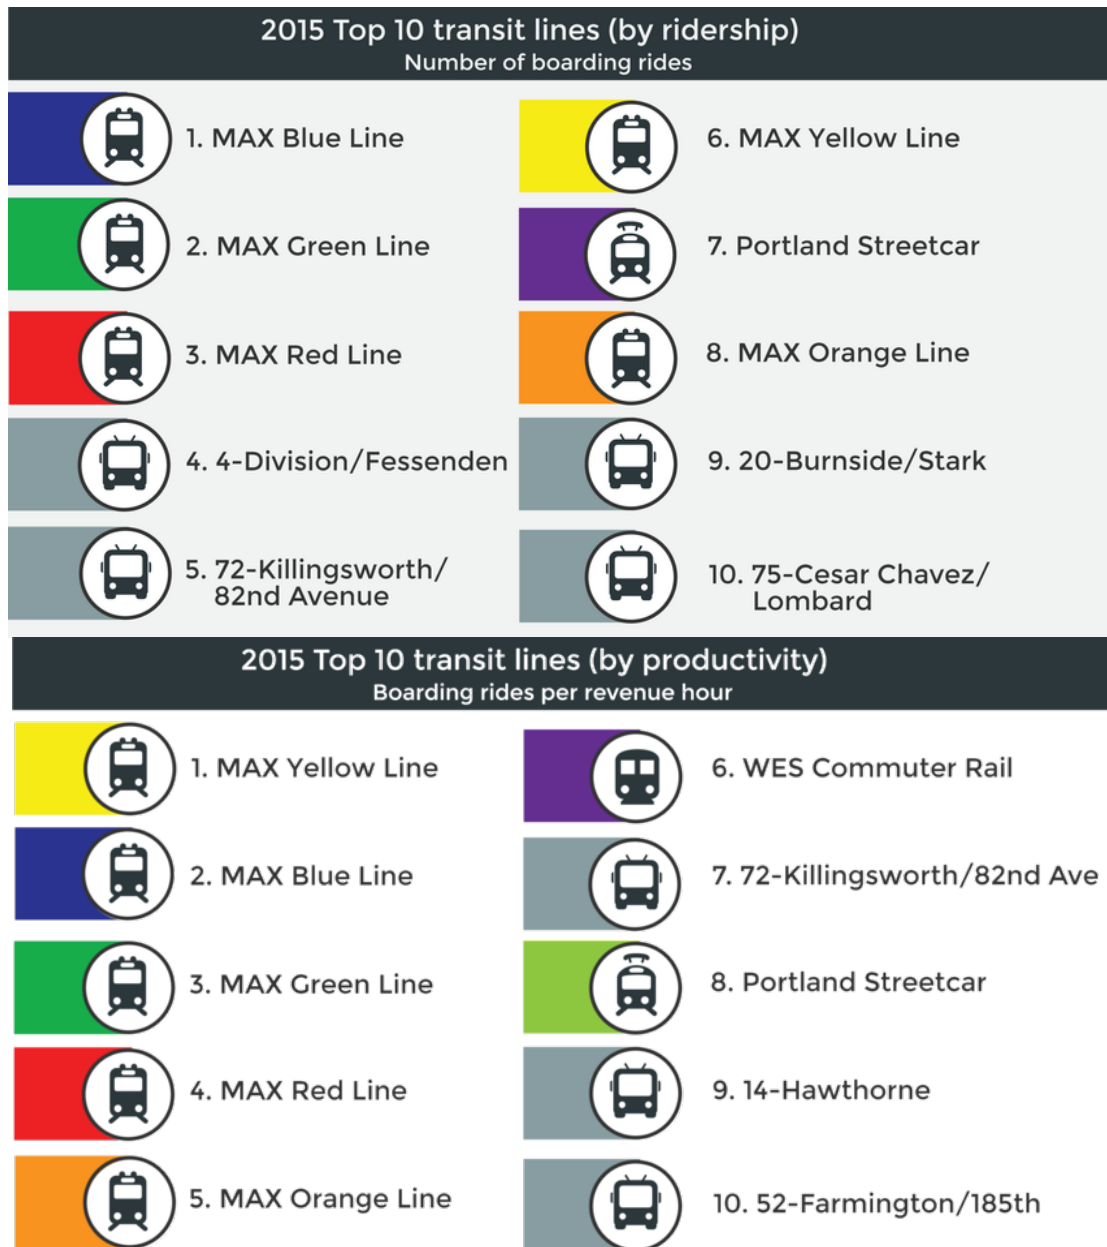 2015 Top 10 transit lines (by ridership)
Number of boarding rides
1. MAX Blue Line
2. MAX Green Line
3. MAX Red Line
4. 4-Division/Fessenden
5. 72-Killingsworth/
82nd Avenue
6. MAX Yellow Line
7. Portland Streetcar
8. MAX Orange Line
9. 20-Burnside/Stark
10. 75-Cesar Chavez/
Lombard
2015 Top 10 transit lines (by productivity)
Boarding rides per revenue hour
1. MAX Yellow Line
2. MAX Blue Line
3. MAX Green Line
4. MAX Red Line
5. MAX Orange Line
6. WES Commuter Rail
7. 72-Killingsworth/82nd Ave
8. Portland Streetcar
9. 14-Hawthorne
10. 52-Farmington/185th